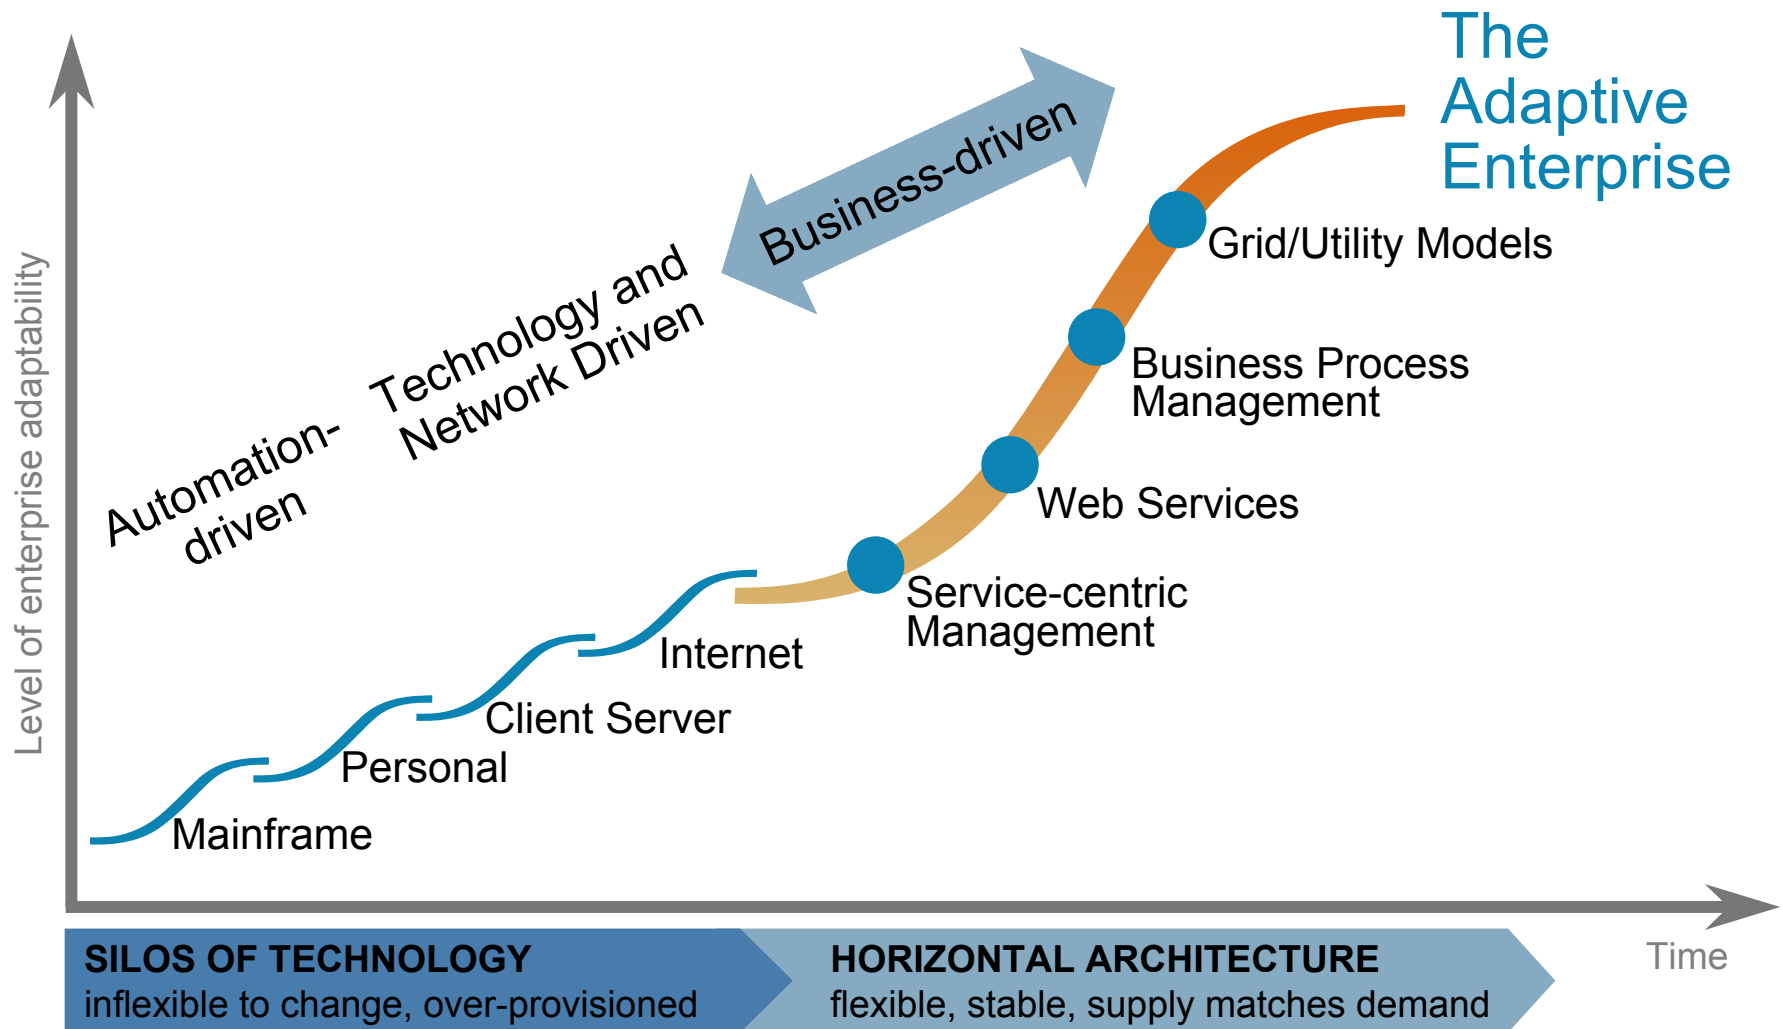 The
Adaptive
Enterprise
Business-driven
Grid/Utility Models
Technology and
Network Driven
Business Process
Management
Automation-
driven
Web Services
Service-centric
Management
Internet
Client Server
Personal
Mainframe
Level of enterprise adaptability
Time
SILOS OF TECHNOLOGY
inflexible to change, over-provisioned
HORIZONTAL ARCHITECTURE
flexible, stable, supply matches demand